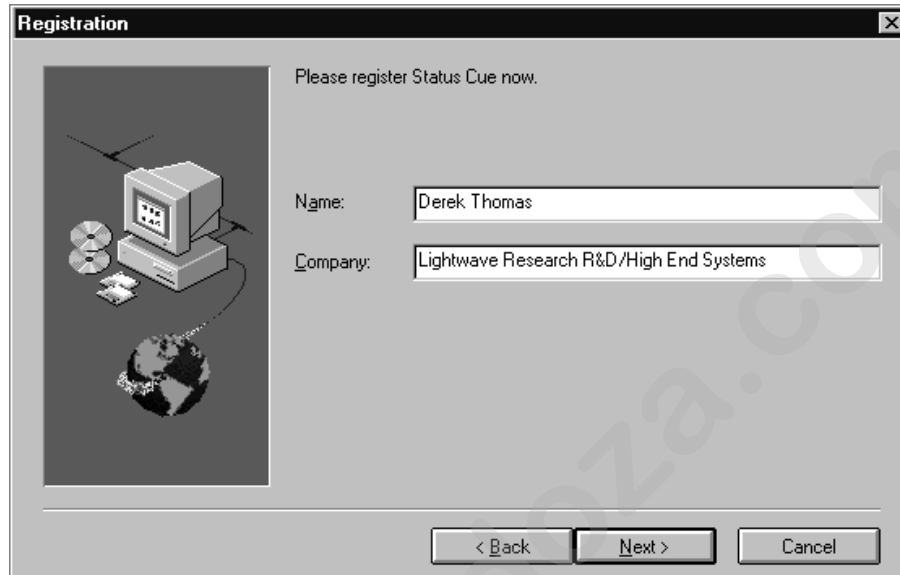 Registration
Please register Status Cue now.
Name: Derek Thomas
Company: Lightwave Research R&D/High End Systems
< Back Next > Cancel